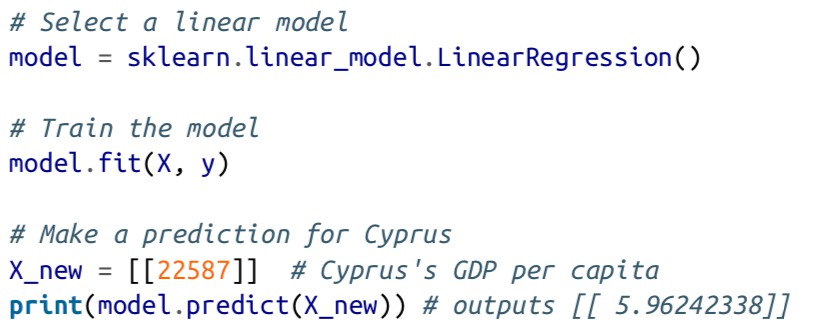 # Select a linear model
model = sklearn.linear_model.LinearRegression()
# Train the model
model.fit(X, y)
# Make a prediction for Cyprus
X_new = [[22587]]  # Cyprus's GDP per capita
print(model.predict(X_new)) # outputs [[ 5.96242338]]